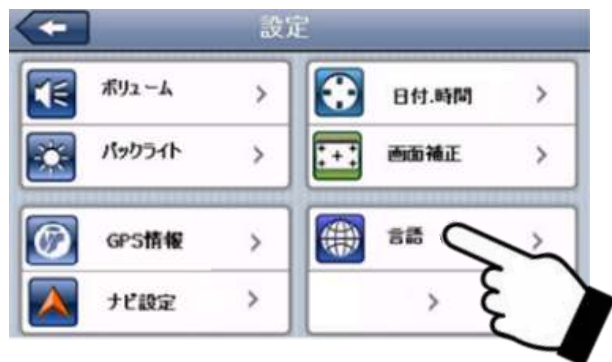 設定
ボリューム
日付.時間
バックライト
画面補正
GPS情報
言語
ナビ設定